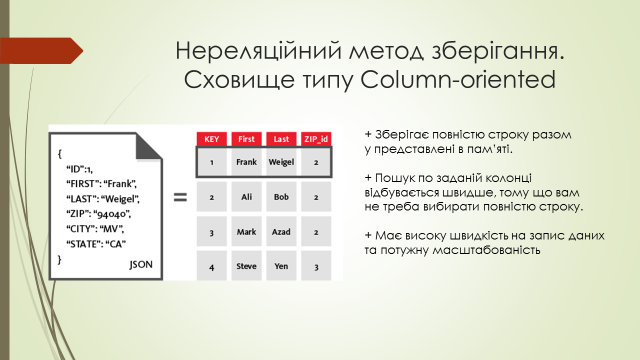 Нереляційний метод зберігання.
Сховище типу Column-oriented
{
"ID":1,
"FIRST": "Frank",
"LAST": "Weigel",
"ZIP": "94040",
"CITY": "MV",
"STATE": "CA"
}
JSON
=
KEY First Last ZIP_id
1 Frank Weigel 2
2 Ali Bob 2
3 Mark Azad 2
4 Steve Yen 3
+ Зберігає повністю строку разом
у представлені в пам'яті.
+ Пошук по заданій колонці
відбувається швидше, тому що вам
не треба вибирати повністю строку.
+ Має високу швидкість на запис даних
та потужну масштабованість